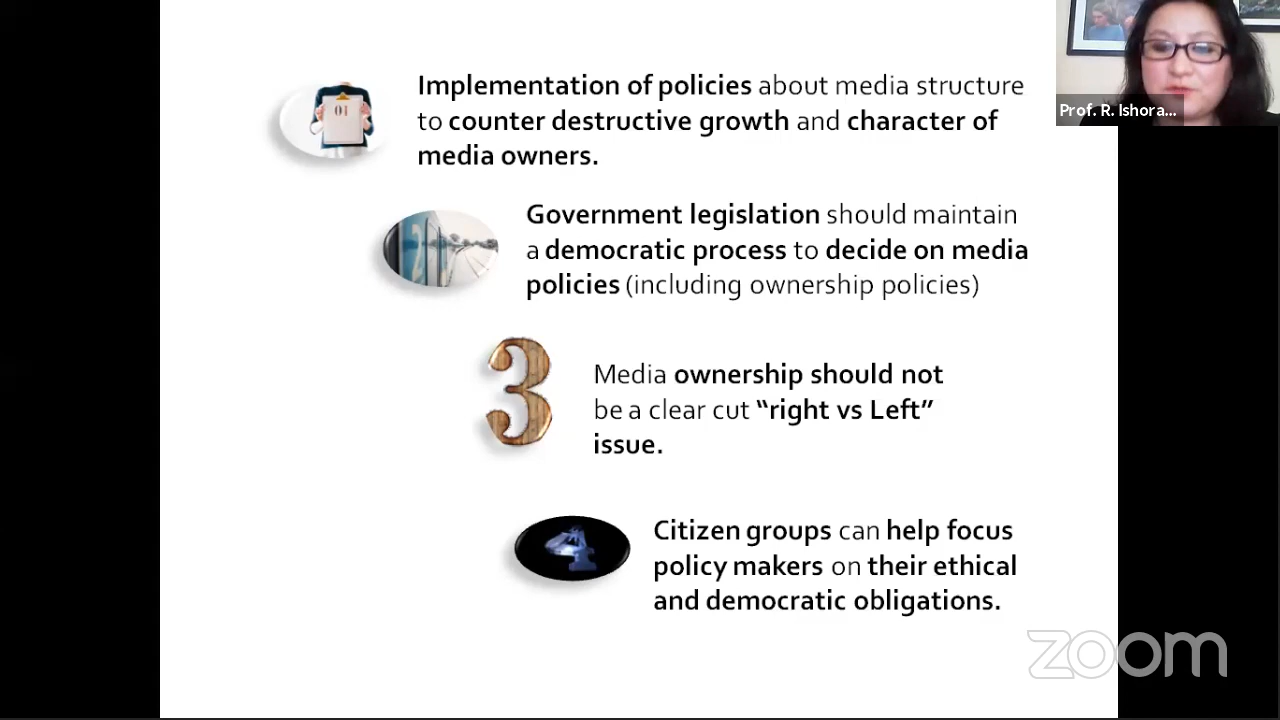 Prof. R. Ishora...
01
Implementation of policies about media structure
to counter destructive growth and character of
media owners.
2
Government legislation should maintain
a democratic process to decide on media
policies (including ownership policies)
3
Media ownership should not
be a clear cut “right vs Left”
issue.
4
Citizen groups can help focus
policy makers on their ethical
and democratic obligations.
zoom